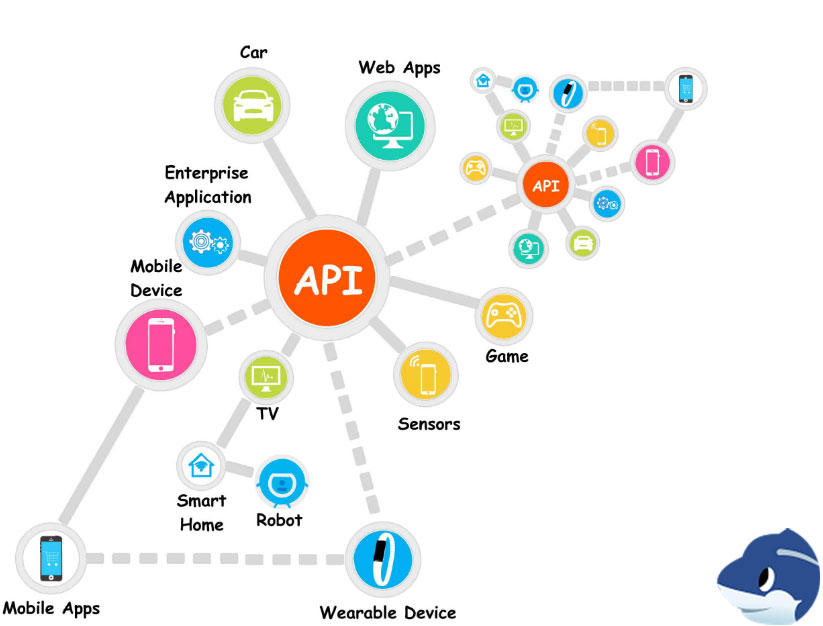 Car
Web Apps
Enterprise
Application
API
Mobile
Device
API
Game
TV
Sensors
Smart
Home
Robot
Mobile Apps
Wearable Device